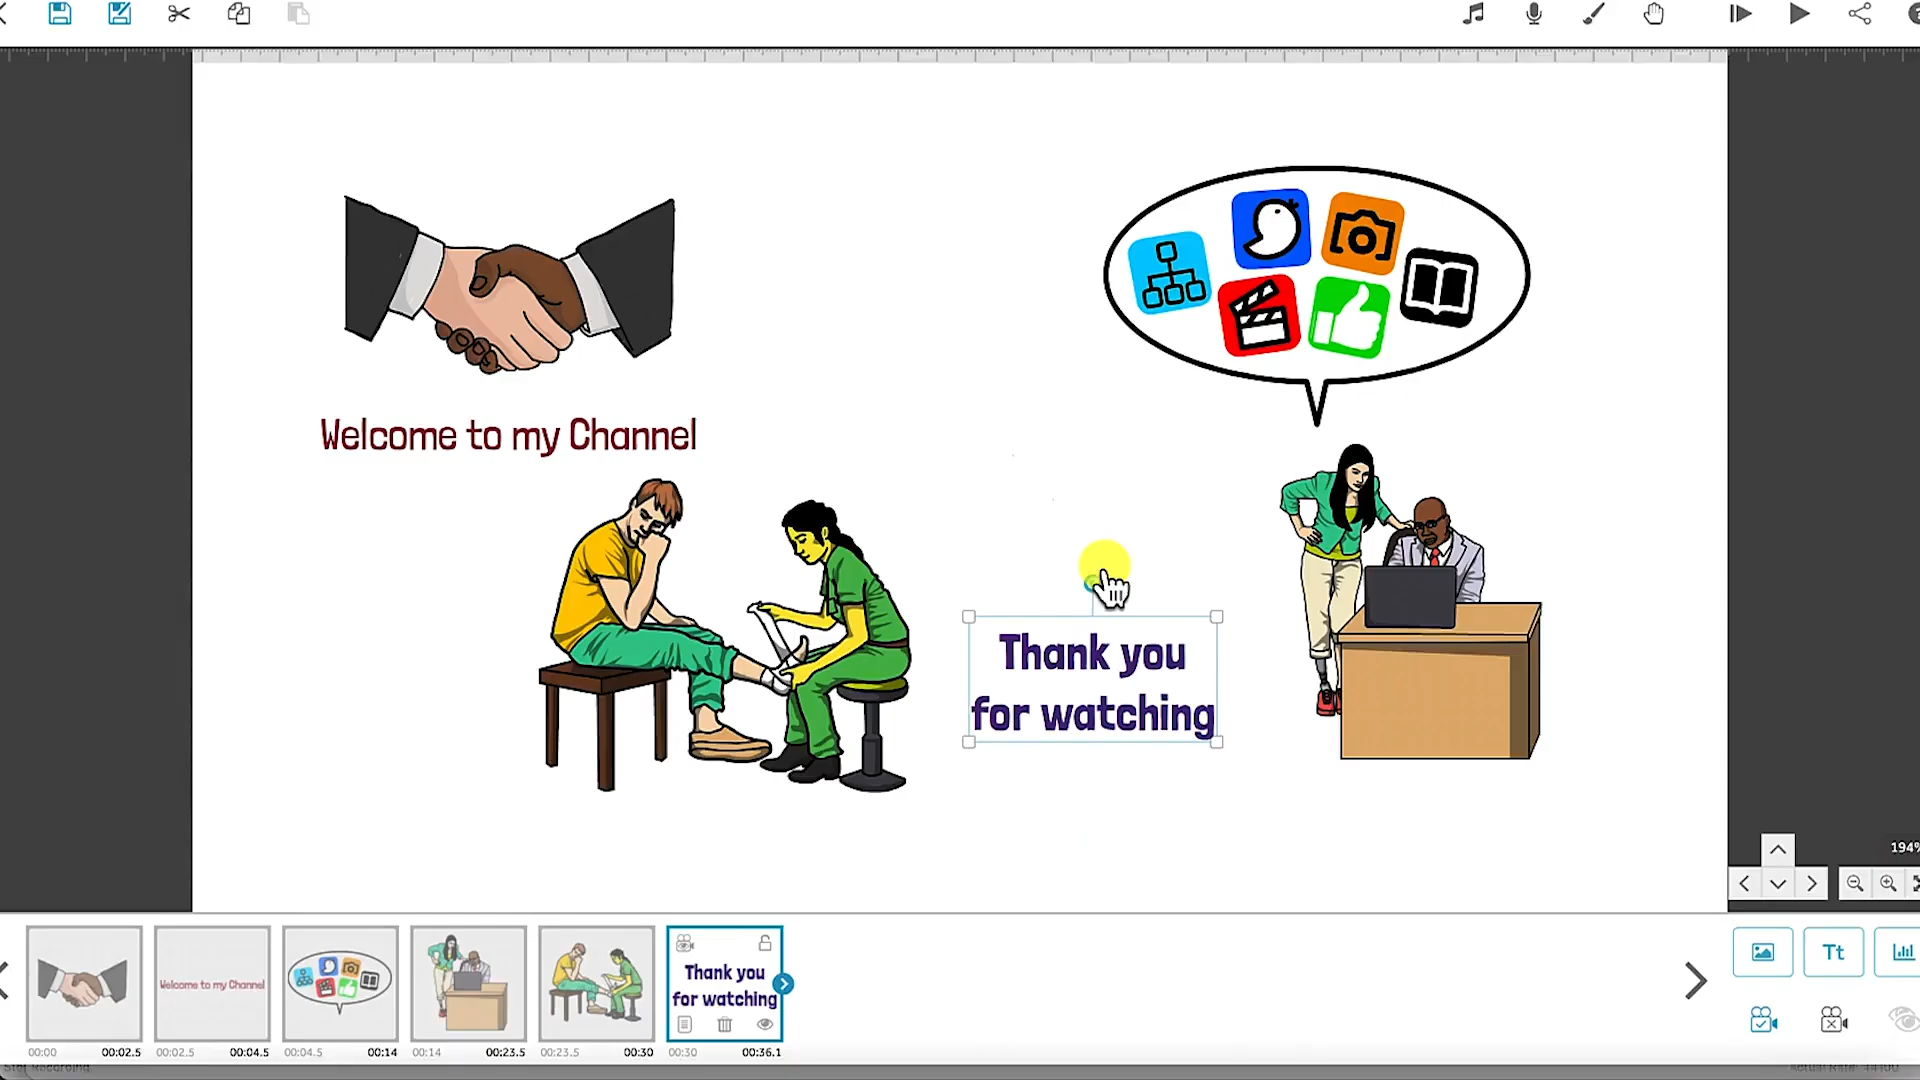 Welcome to my Channel
Thank you
for watching
194%
Welcome to my Channel
Thank you
for watching
Tt
00:00 00:02.5 00:02.5 00:04.5 00:04.5 00:14 00:14 00:23.5 00:23.5 00:30 00:30 00:36.1